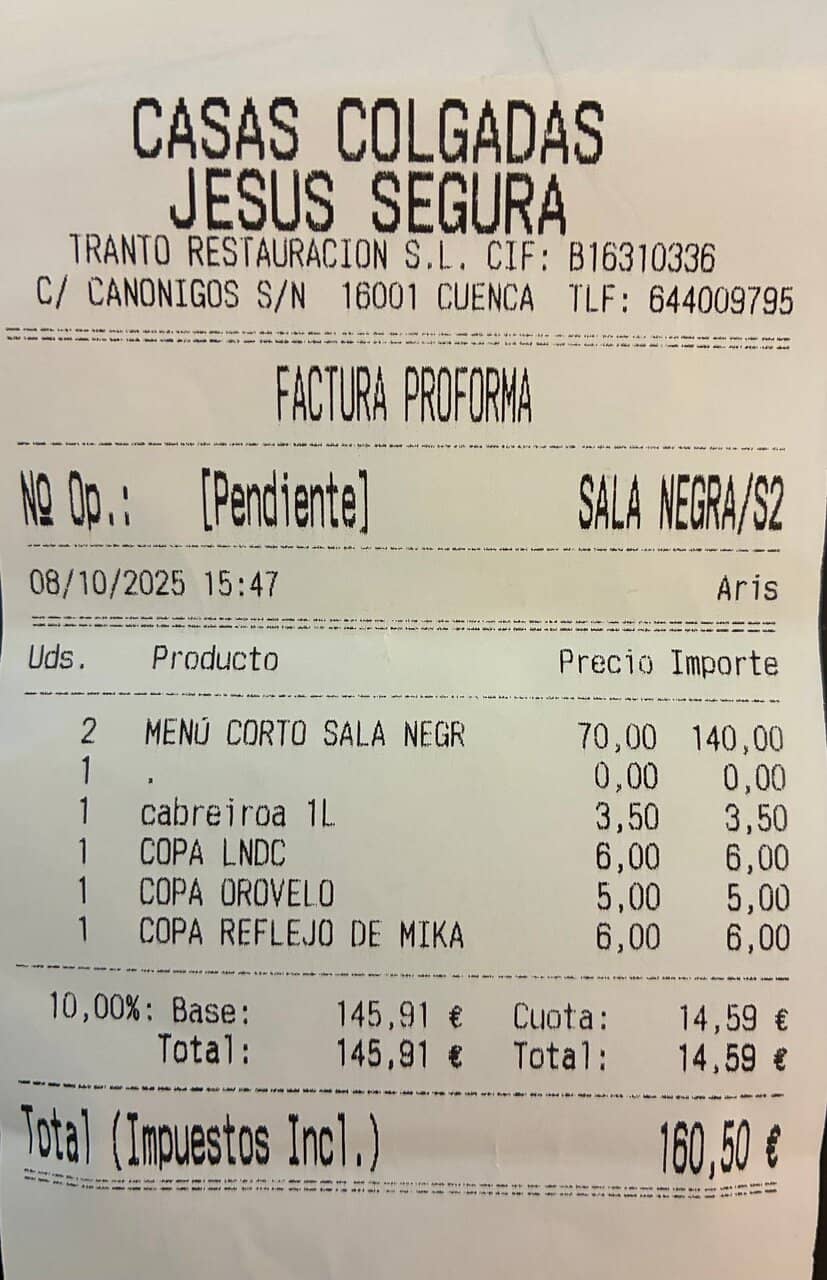 CASAS COLGADAS
JESUS SEGURA
TRANTO RESTAURACION S.L. CIF: B16310336
C/ CANONIGOS S/N 16001 CUENCA TLF: 644009795
FACTURA PROFORMA
Nº Op.: [Pendiente] SALA NEGRA/S2
08/10/2025 15:47 Aris
Uds. Producto Precio Importe
2 MENÚ CORTO SALA NEGR 70,00 140,00
1 . 0,00 0,00
1 cabreiroa 1L 3,50 3,50
1 COPA LNDC 6,00 6,00
1 COPA OROVELO 5,00 5,00
1 COPA REFLEJO DE MIKA 6,00 6,00
10,00%: Base: 145,91 € Cuota: 14,59 €
Total: 145,91 € Total: 14,59 €
Total (Impuestos Incl.) 160,50 €